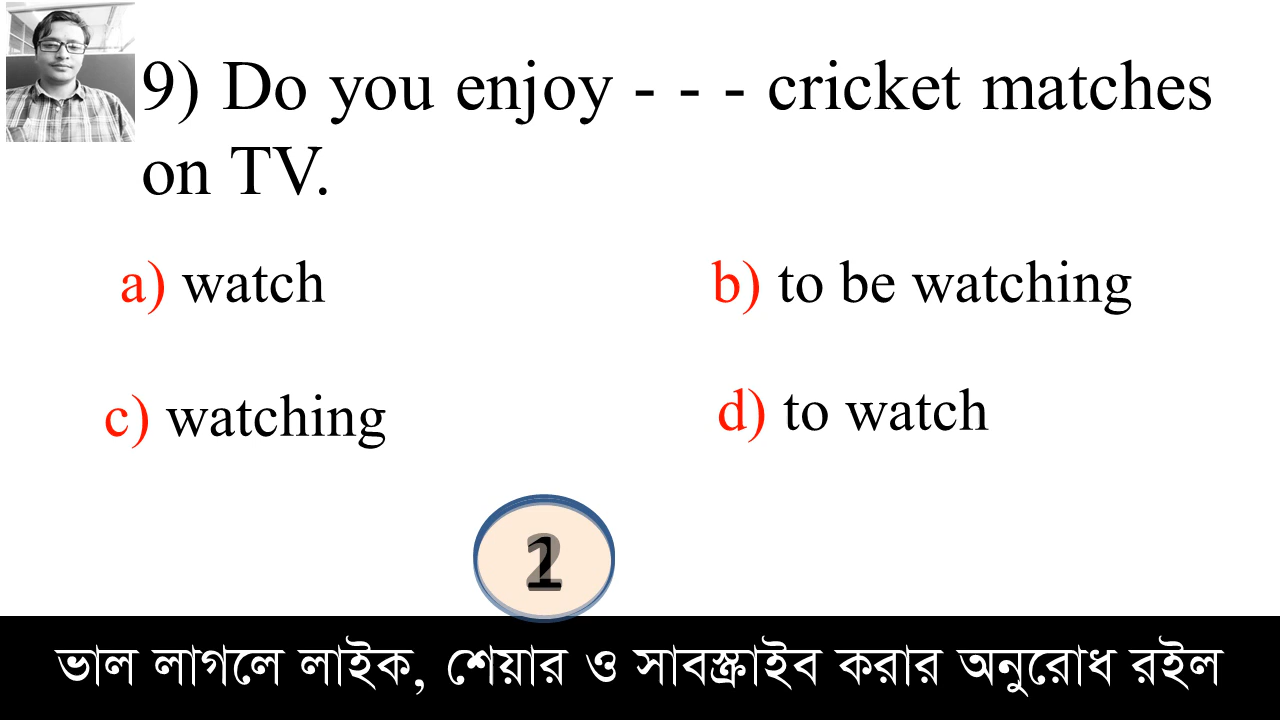 9) Do you enjoy - - - cricket matches
on TV.
a) watch
b) to be watching
c) watching
d) to watch
ভাল লাগলে লাইক, শেয়ার ও সাবস্ক্রাইব করার অনুরোধ রইল